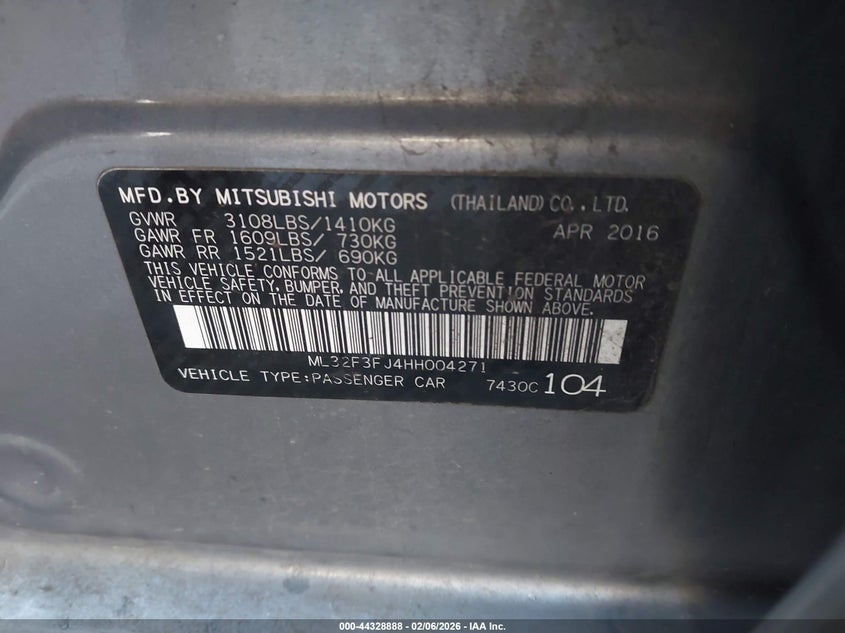 MFD.BY MITSUBISHI MOTORS (THAILAND) CO., LTD.
GVWR 3108LBS/1410KG APR 2016
GAWR FR 1609LBS/ 730KG
GAWR RR 1521LBS/ 690KG
THIS VEHICLE CONFORMS TO ALL APPLICABLE FEDERAL MOTOR
VEHICLE SAFETY, BUMPER, AND THEFT PREVENTION STANDARDS
IN EFFECT ON THE DATE OF MANUFACTURE SHOWN ABOVE.
ML32F3FJ4HH004271
VEHICLE TYPE:PASSENGER CAR 7430C 104
000-44328888 - 02/06/2026 - IAA Inc.